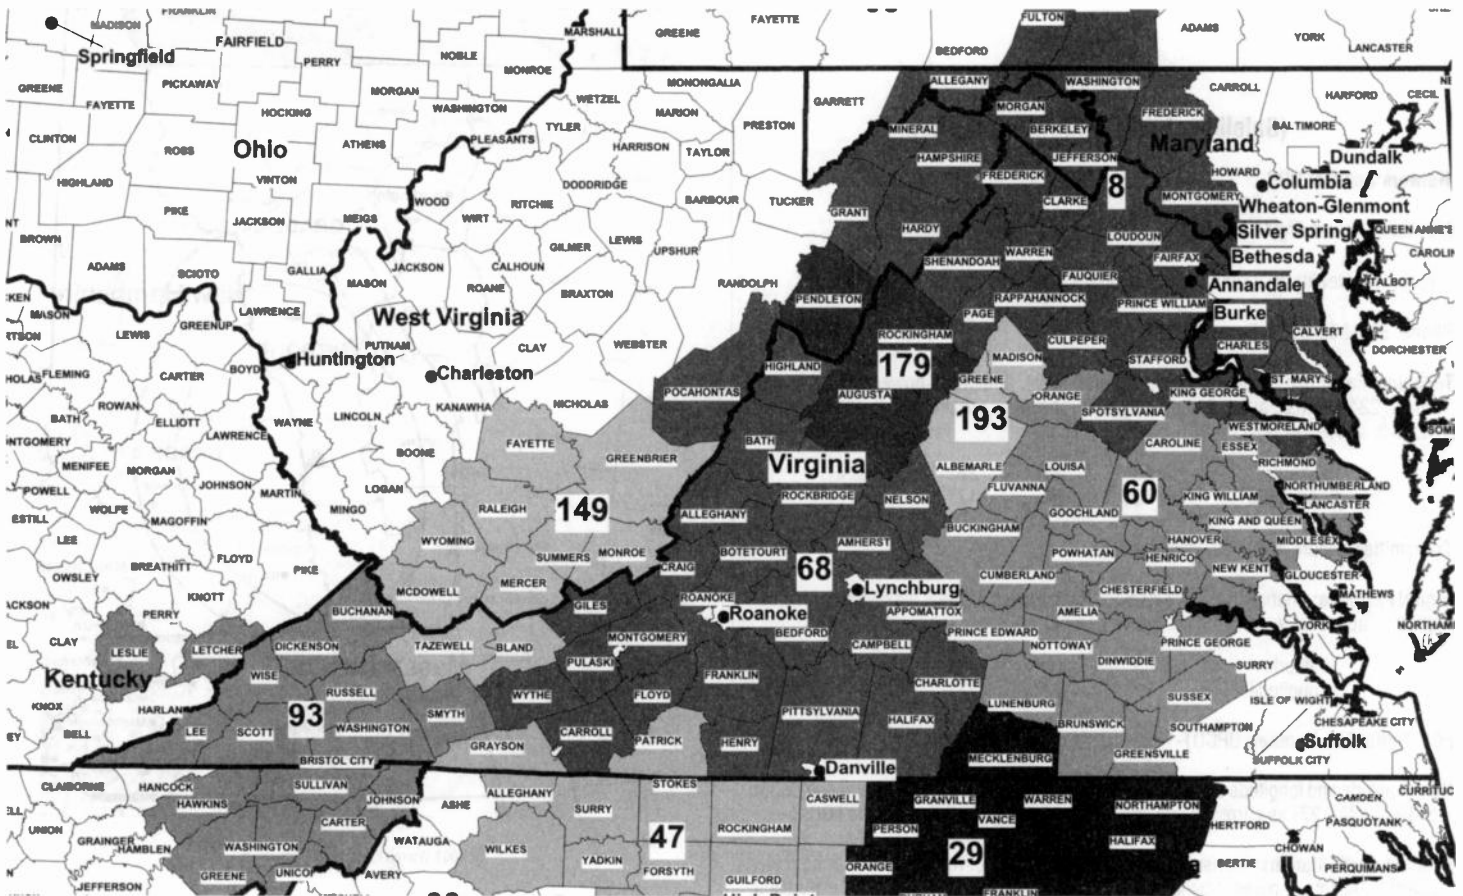 FRANKLIN
MADISON
Springfield
FAIRFIELD
PERRY
NOBLE
MARSHALL
GREENE
FAYETTE
BEDFORD
FULTON
ADAMS
YORK
LANCASTER
GREENE
FAYETTE
PICKAWAY
HOCKING
MORGAN
WASHINGTON
MONROE
WETZEL
MONONGALIA
MARION
PRESTON
GARRETT
ALLEGANY
WASHINGTON
MORGAN
BERKELEY
FREDERICK
CARROLL
HARFORD
CECIL
BALTIMORE
CLINTON
ROSS
Ohio
ATHENS
PLEASANTS
TYLER
HARRISON
TAYLOR
MINERAL
HAMPSHIRE
JEFFERSON
FREDERICK
Maryland
HOWARD
Dundalk
Columbia
HIGHLAND
VINTON
PIKE
JACKSON
MEIGS
WOOD
WIRT
RITCHIE
DODDRIDGE
BARBOUR
TUCKER
GRANT
HARDY
CLARKE
8
MONTGOMERY
Wheaton-Glenmont
Silver Spring
QUEEN ANNE'S
BROWN
ADAMS
SCIOTO
GALLIA
MASON
JACKSON
CALHOUN
ROANE
GILMER
LEWIS
UPSHUR
BRAXTON
RANDOLPH
SHENANDOAH
WARREN
LOUDOUN
FAIRFAX
FAUQUIER
Bethesda
Annandale
TALBOT
MASON
LEWIS
GREENUP
LAWRENCE
West Virginia
PUTNAM
CLAY
WEBSTER
PENDLETON
ROCKINGHAM
PAGE
RAPPAHANNOCK
PRINCE WILLIAM
Burke
CALVERT
CHARLES
FLEMING
CARTER
BOYD
Huntington
Charleston
KANAWHA
NICHOLAS
POCAHONTAS
HIGHLAND
179
AUGUSTA
MADISON
GREENE
CULPEPER
STAFFORD
DORCHESTER
ST. MARY'S
KING GEORGE
BATH
ROWAN
ELLIOTT
LAWRENCE
WAYNE
LINCOLN
BOONE
FAYETTE
GREENBRIER
BATH
193
ORANGE
SPOTSYLVANIA
WESTMORELAND
MENIFEE
MORGAN
JOHNSON
MARTIN
LOGAN
MINGO
RALEIGH
149
Virginia
ALBEMARLE
LOUISA
CAROLINE
ESSEX
RICHMOND
POWELL
WOLFE
MAGOFFIN
ESTILL
LEE
FLOYD
PIKE
WYOMING
SUMMERS
MONROE
ALLEGHANY
ROCKBRIDGE
NELSON
FLUVANNA
GOOCHLAND
60
KING WILLIAM
NORTHUMBERLAND
LANCASTER
KING AND QUEEN
BUCKINGHAM
AMHERST
POWHATAN
HANOVER
HENRICO
MIDDLESEX
OWSLEY
BREATHITT
KNOTT
MCDOWELL
MERCER
CRAIG
BOTETOURT
68
Lynchburg
CUMBERLAND
CHESTERFIELD
NEW KENT
GLOUCESTER
MATHEWS
PERRY
BUCHANAN
GILES
ROANOKE
Roanoke
APPOMATTOX
AMELIA
YORK
CLAY
LESLIE
LETCHER
DICKENSON
TAZEWELL
BLAND
MONTGOMERY
BEDFORD
CAMPBELL
PRINCE EDWARD
NOTTOWAY
PRINCE GEORGE
DINWIDDIE
SURRY
Kentucky
WISE
RUSSELL
PULASKI
WYTHE
FLOYD
FRANKLIN
CHARLOTTE
LUNENBURG
SUSSEX
ISLE OF WIGHT
KNOX
HARLAN
BELL
LEE
SCOTT
93
WASHINGTON
SMYTH
GRAYSON
CARROLL
PATRICK
HENRY
PITTSYLVANIA
HALIFAX
BRUNSWICK
SOUTHAMPTON
CHESAPEAKE CITY
Suffolk
BRISTOL CITY
Danville
MECKLENBURG
GREENSVILLE
SUFFOLK CITY
CLAIBORNE
HANCOCK
SULLIVAN
JOHNSON
ASHE
ALLEGHANY
STOKES
CASWELL
GRANVILLE
WARREN
NORTHAMPTON
CAMDEN
CURRITUC
HAWKINS
CARTER
SURRY
PERSON
VANCE
UNION
GRAINGER
HAMBLEN
WASHINGTON
WATAUGA
WILKES
YADKIN
47
ROCKINGHAM
HALIFAX
HERTFORD
PASQUOTANK
CHOWAN
29
ORANGE
BERTIE
PERQUIMANS
JEFFERSON
GREENE
UNICOI
AVERY
FORSYTH
GUILFORD
FRANKLIN